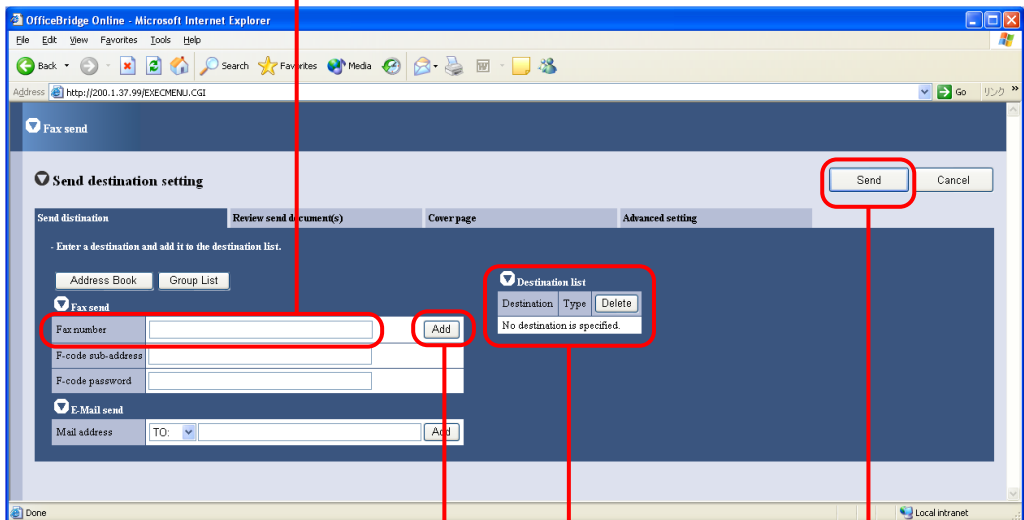 OfficeBridge Online - Microsoft Internet Explorer
File Edit View Favorites Tools Help
Back Search Favorites Media
Address http://200.1.37.99/EXECMENU.CGI Go リンク »
Fax send
Send destination setting
Send Cancel
Send distination Review send document(s) Cover page Advanced setting
- Enter a destination and add it to the destination list.
Address Book Group List
Destination list
Destination Type Delete
No destination is specified.
Fax send
Fax number Add
F-code sub-address
F-code password
E-Mail send
Mail address TO: Add
Done Local intranet